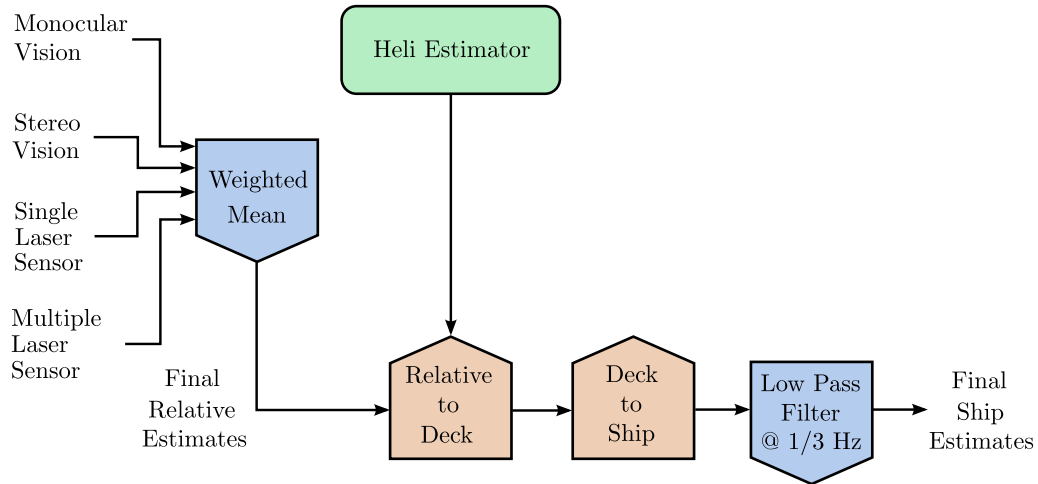 Monocular
Vision
Stereo
Vision
Single
Laser
Sensor
Multiple
Laser
Sensor
Weighted
Mean
Heli Estimator
Final
Relative
Estimates
Relative
to
Deck
Deck
to
Ship
Low Pass
Filter
@ 1/3 Hz
Final
Ship
Estimates